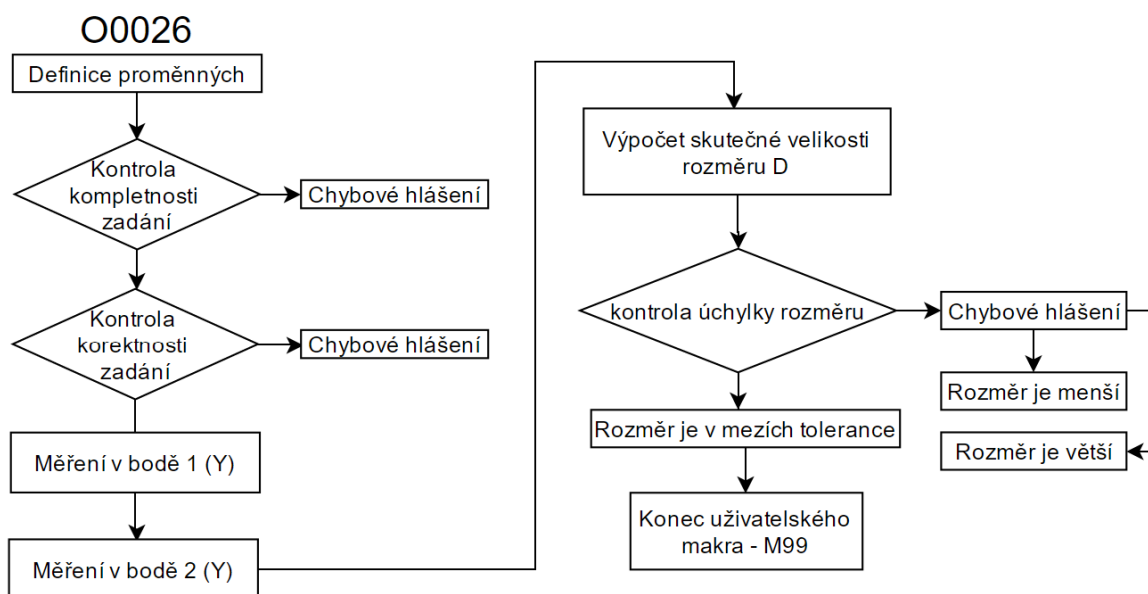 O0026
Definice proměnných
Kontrola
kompletnosti
zadání
Chybové hlášení
Kontrola
korektnosti
zadání
Chybové hlášení
Měření v bodě 1 (Y)
Měření v bodě 2 (Y)
Výpočet skutečné velikosti
rozměru D
kontrola úchylky rozměru
Chybové hlášení
Rozměr je menší
Rozměr je v mezích tolerance
Rozměr je větší
Konec uživatelského
makra - M99